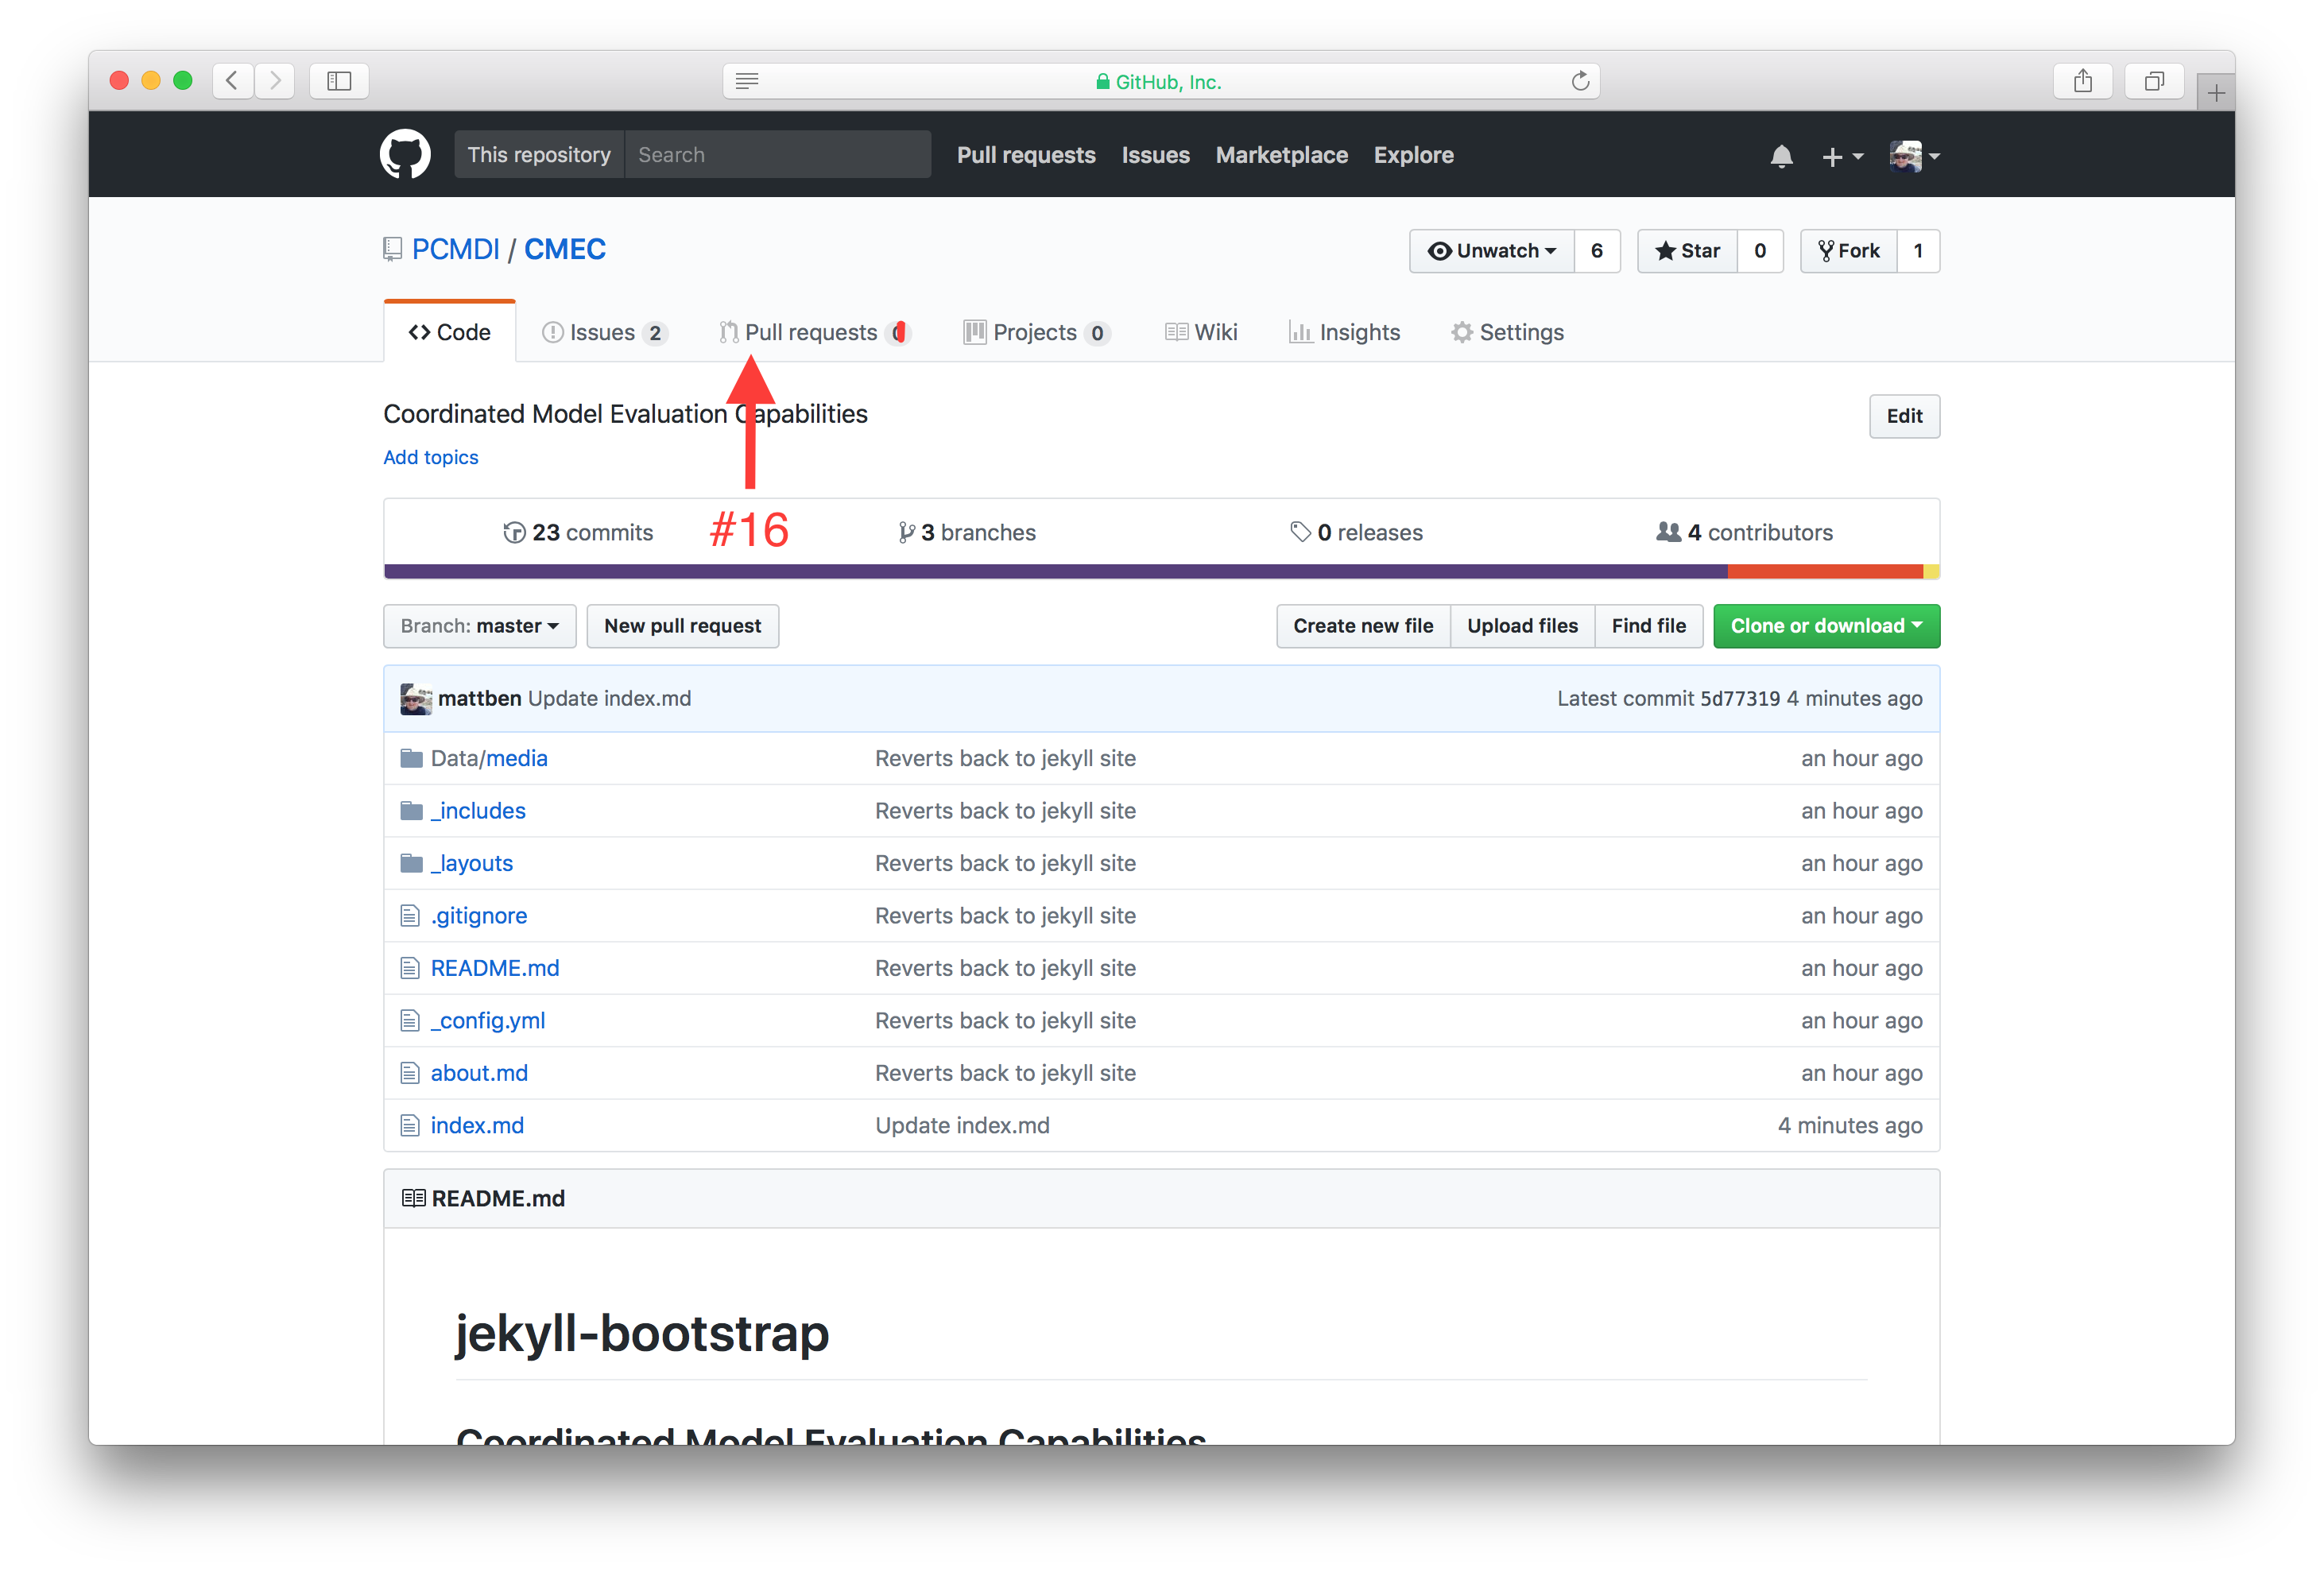 GitHub, Inc.
This repository Search Pull requests Issues Marketplace Explore
PCMDI / CMEC Unwatch 6 Star 0 Fork 1
Code Issues 2 Pull requests Projects 0 Wiki Insights Settings
Coordinated Model Evaluation Capabilities Edit
Add topics
23 commits #16 3 branches 0 releases 4 contributors
Branch: master New pull request Create new file Upload files Find file Clone or download
mattben Update index.md Latest commit 5d77319 4 minutes ago
Data/media Reverts back to jekyll site an hour ago
_includes Reverts back to jekyll site an hour ago
_layouts Reverts back to jekyll site an hour ago
.gitignore Reverts back to jekyll site an hour ago
README.md Reverts back to jekyll site an hour ago
_config.yml Reverts back to jekyll site an hour ago
about.md Reverts back to jekyll site an hour ago
index.md Update index.md 4 minutes ago
README.md
jekyll-bootstrap
Coordinated Model Evaluation Capabilities